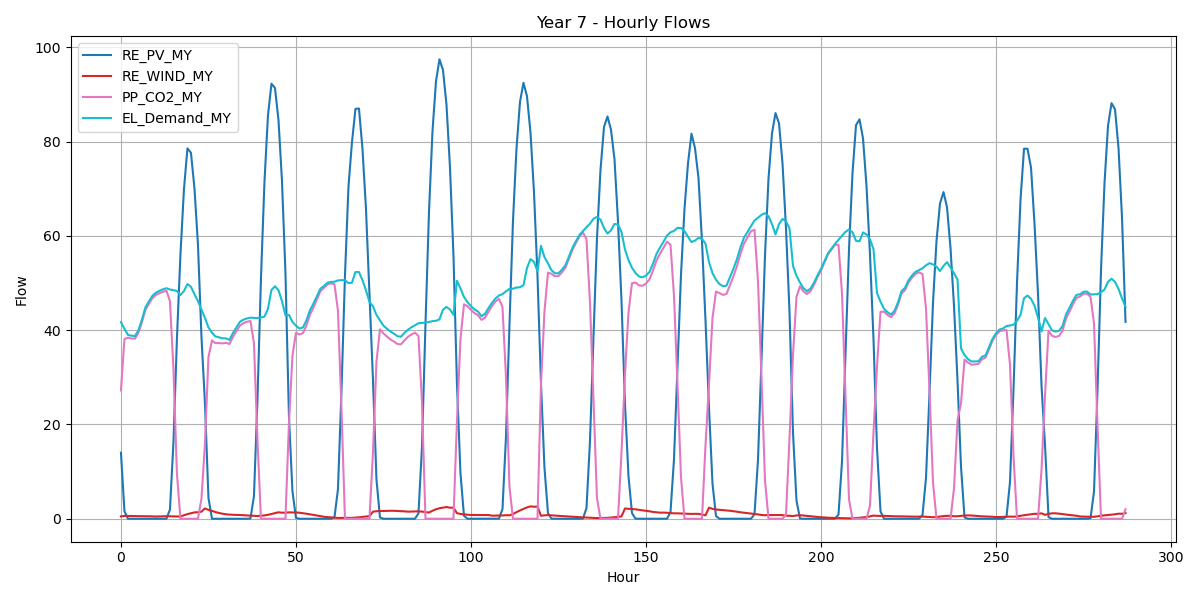 Year 7 - Hourly Flows
RE_PV_MY
RE_WIND_MY
PP_CO2_MY
EL_Demand_MY
100
80
60
40
20
0
Flow
0 50 100 150 200 250 300
Hour